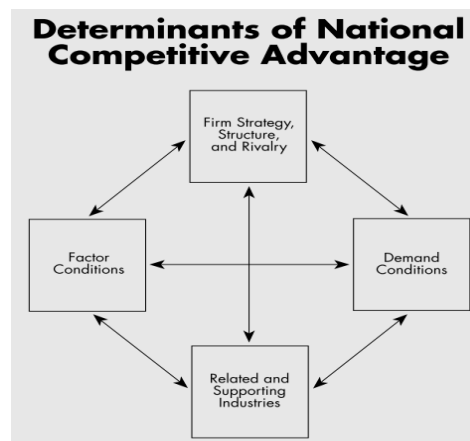 Determinants of National
Competitive Advantage
Firm Strategy,
Structure,
and Rivalry
Factor
Conditions
Demand
Conditions
Related and
Supporting
Industries